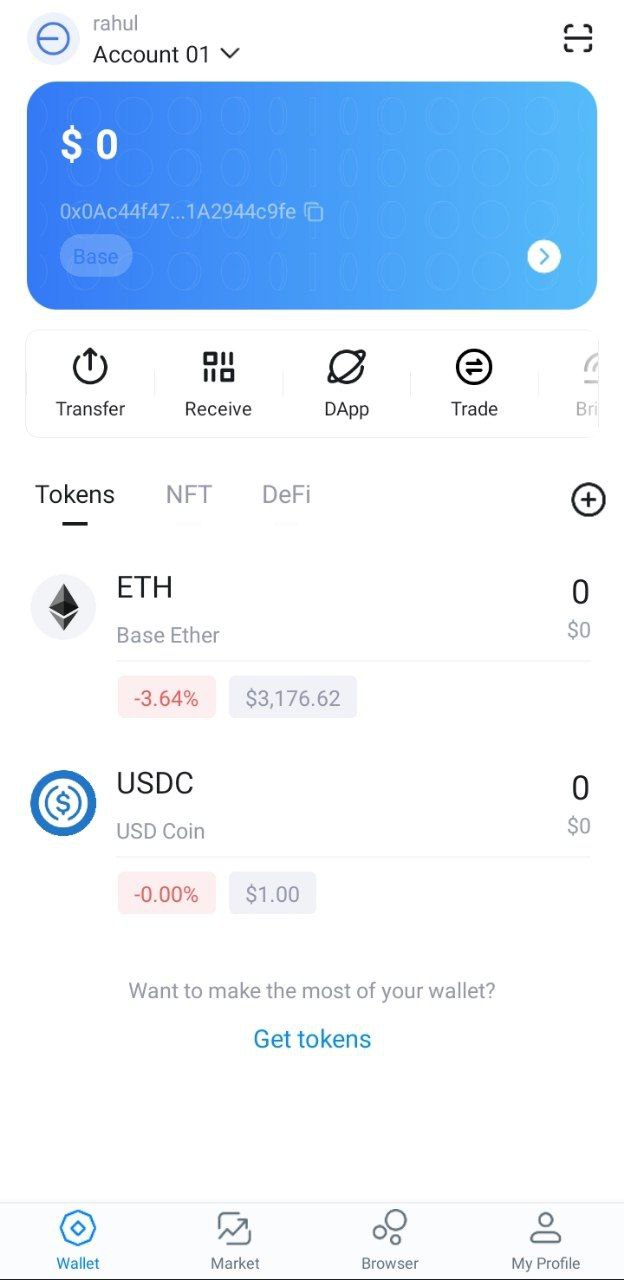 rahul
Account 01
$ 0
0x0Ac44f47...1A2944c9fe
Base
Transfer
Receive
DApp
Trade
Bri
Tokens
NFT
DeFi
ETH
0
Base Ether
$0
-3.64%
$3,176.62
USDC
0
USD Coin
$0
-0.00%
$1.00
Want to make the most of your wallet?
Get tokens
Wallet
Market
Browser
My Profile